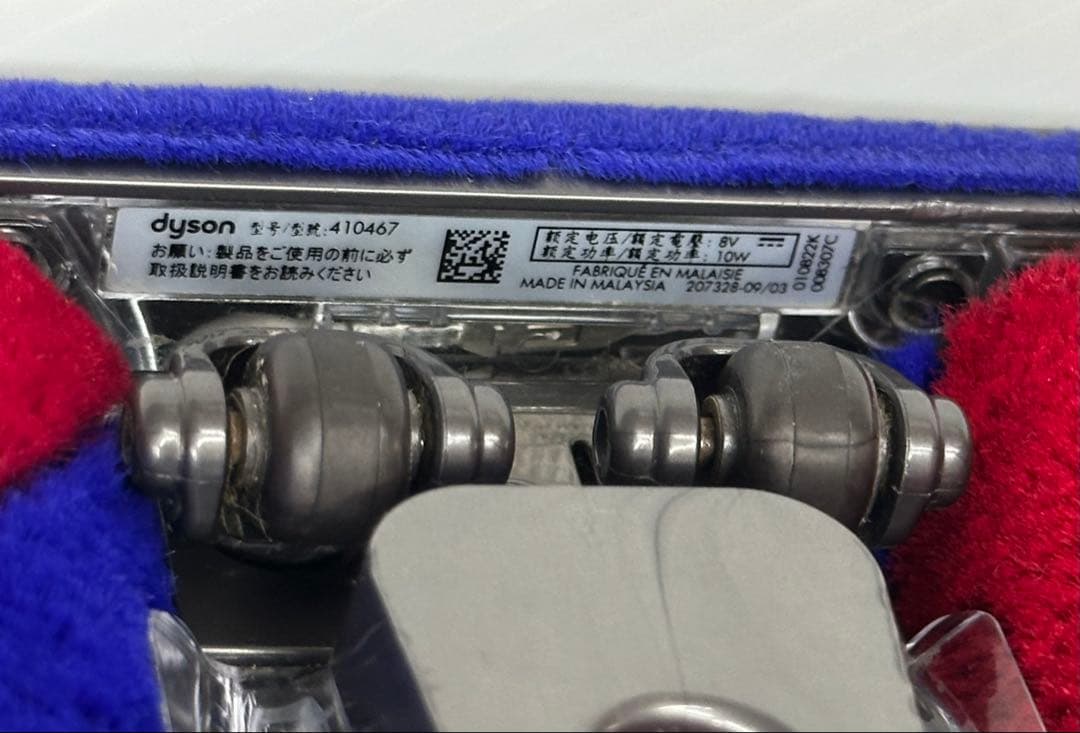 dyson 型号/型號:410467
お願い:製品をご使用の前に必ず
取扱説明書をお読みください
额定电压/額定電壓: 8V ⎓
额定功率/額定功率: 10W
FABRIQUÉ EN MALAISIE
MADE IN MALAYSIA 207328-09/03
010822K
008307C